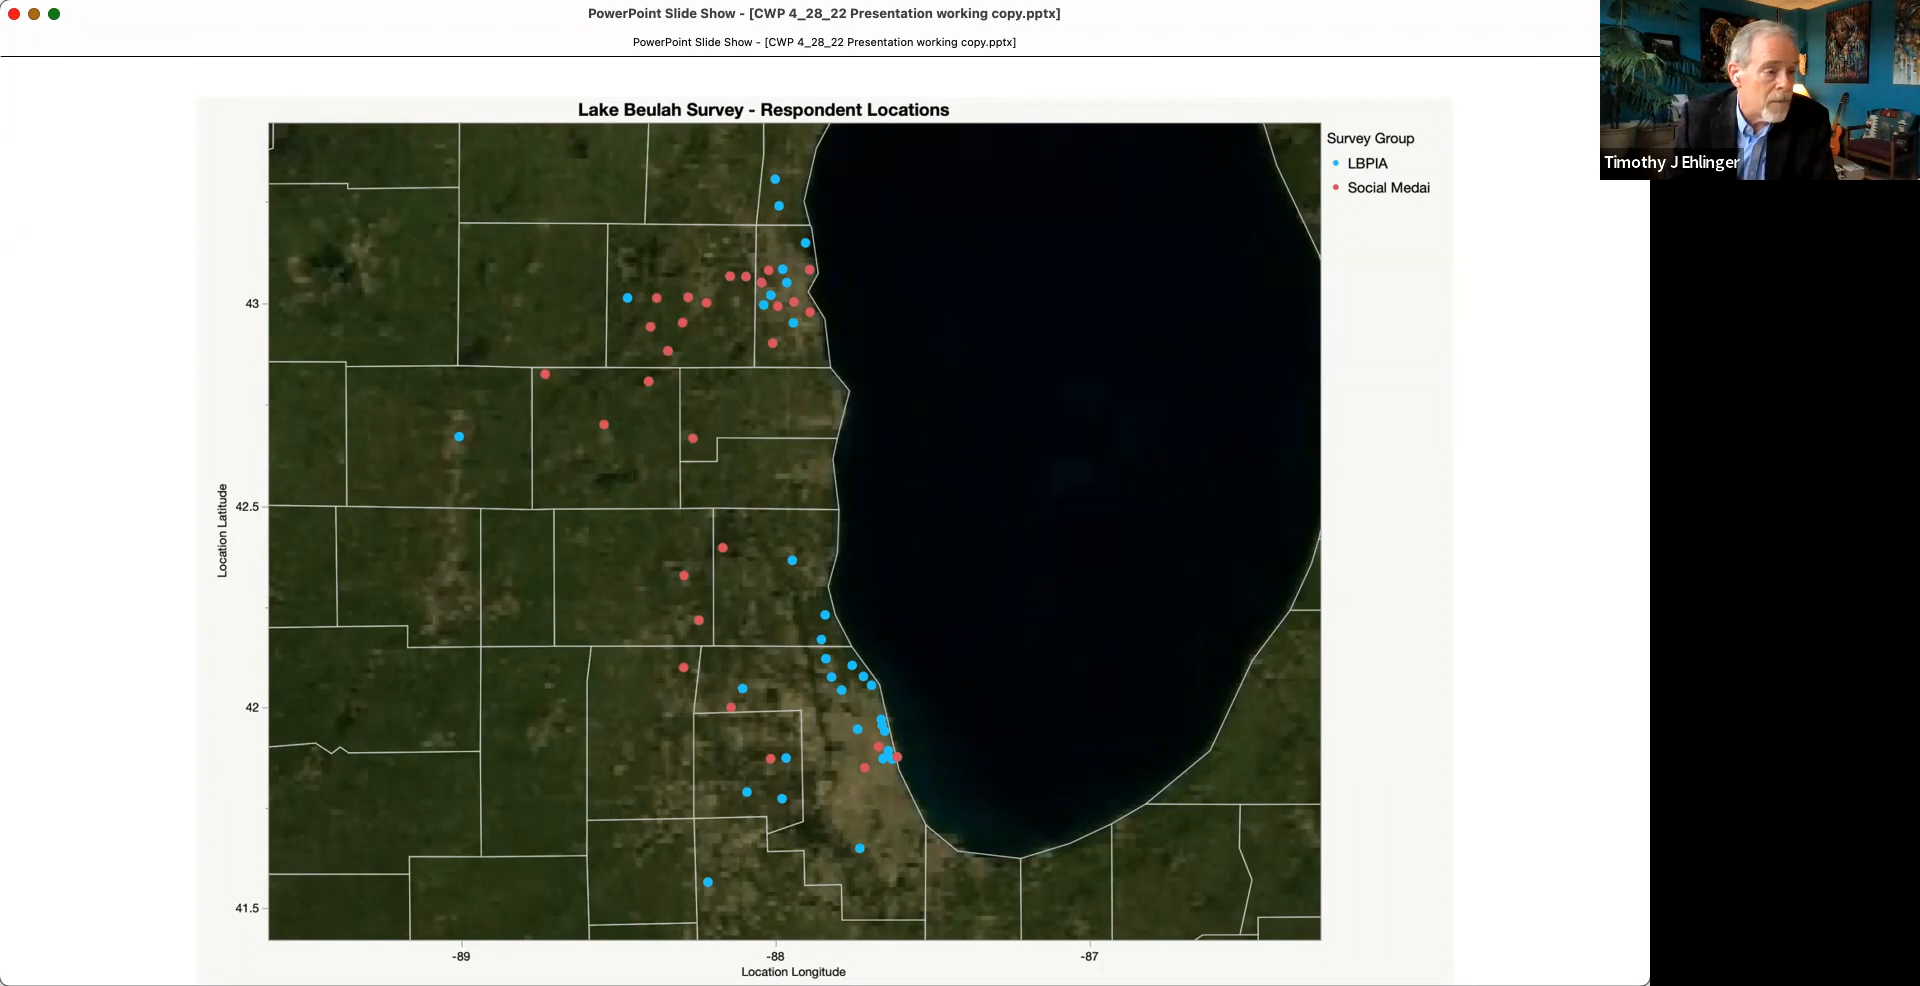 PowerPoint Slide Show - [CWP 4_28_22 Presentation working copy.pptx]
PowerPoint Slide Show - [CWP 4_28_22 Presentation working copy.pptx]
Timothy J Ehlinger
Lake Beulah Survey - Respondent Locations
Survey Group
LBPIA
Social Medai
Location Latitude
43
42.5
42
41.5
-89
-88
-87
Location Longitude